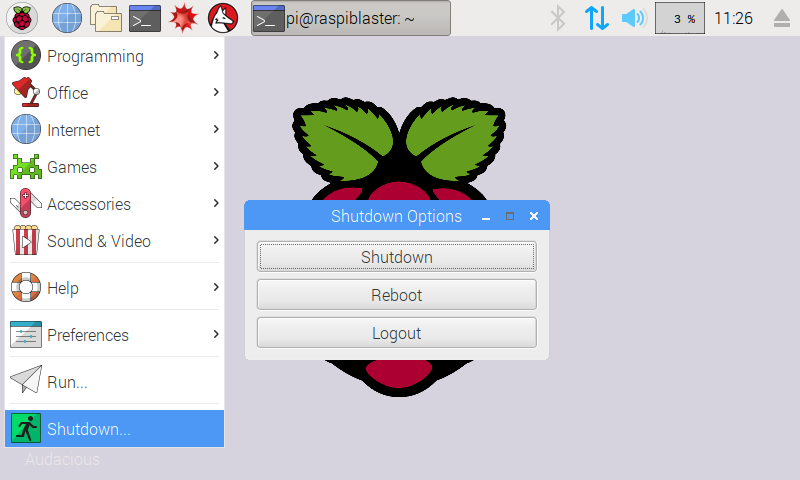 pi@raspiblaster: ~
3 %
11:26
Programming
Office
Internet
Games
Accessories
Sound & Video
Help
Preferences
Run...
Shutdown...
Audacious
Shutdown Options
Shutdown
Reboot
Logout